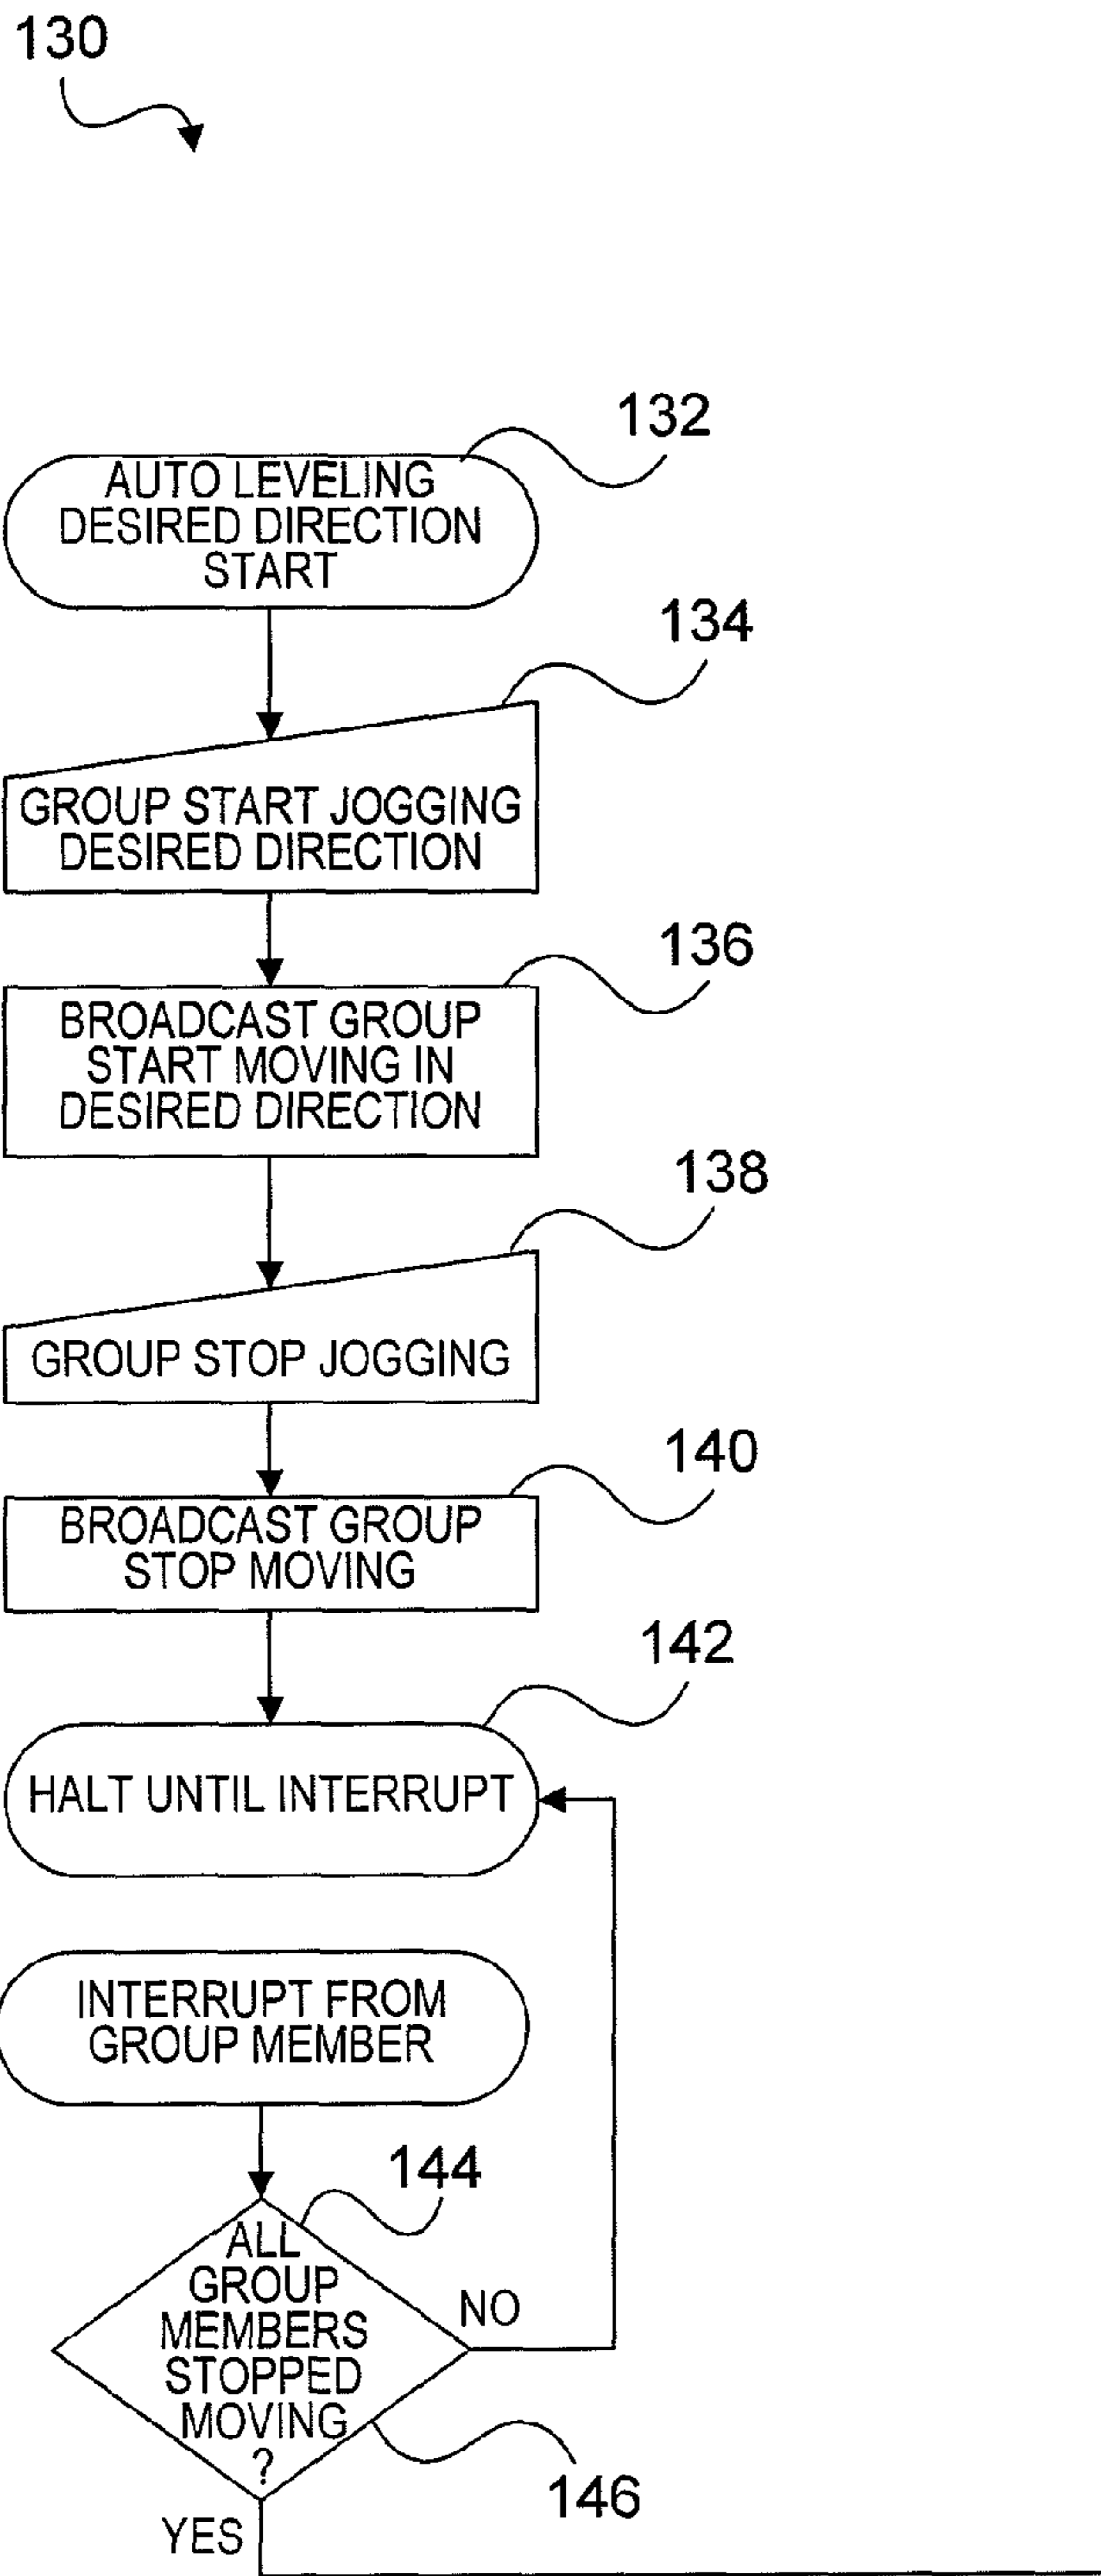 130
132
AUTO LEVELING
DESIRED DIRECTION
START
134
GROUP START JOGGING
DESIRED DIRECTION
136
BROADCAST GROUP
START MOVING IN
DESIRED DIRECTION
138
GROUP STOP JOGGING
140
BROADCAST GROUP
STOP MOVING
142
HALT UNTIL INTERRUPT
INTERRUPT FROM
GROUP MEMBER
144
ALL
GROUP
MEMBERS
STOPPED
MOVING
?
NO
146
YES